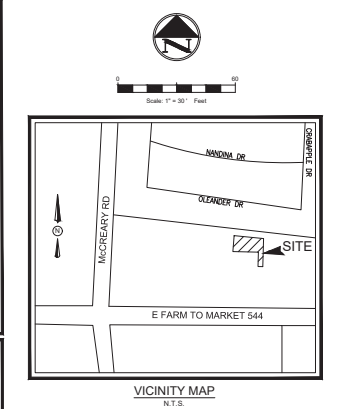 N
0 60
Scale: 1" = 30' Feet
NANDINA DR
CRABAPPLE DR
OLEANDER DR
McCREARY RD
N
SITE
E FARM TO MARKET 544
VICINITY MAP
N.T.S.